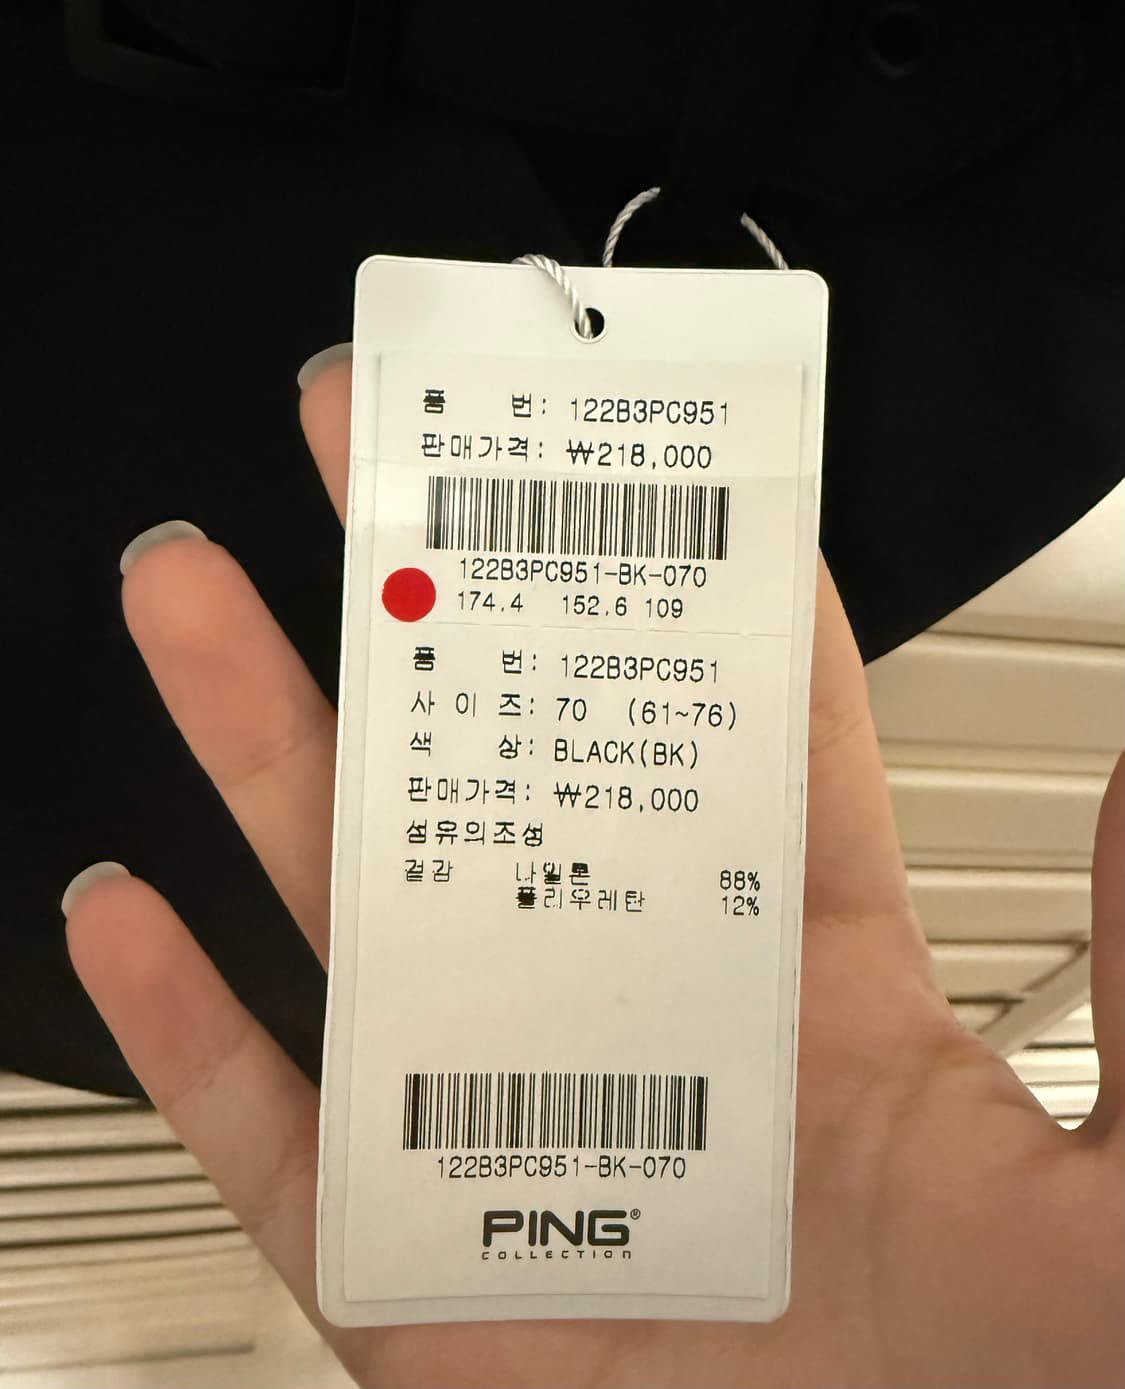 품 번: 122B3PC951
판매가격: ₩218,000
122B3PC951-BK-070
174.4 152.6 109
품 번: 122B3PC951
사 이 즈: 70 (61~76)
색 상: BLACK(BK)
판매가격: ₩218,000
섬유의조성
겉감 나일론 88%
폴리우레탄 12%
122B3PC951-BK-070
PING®
COLLECTION